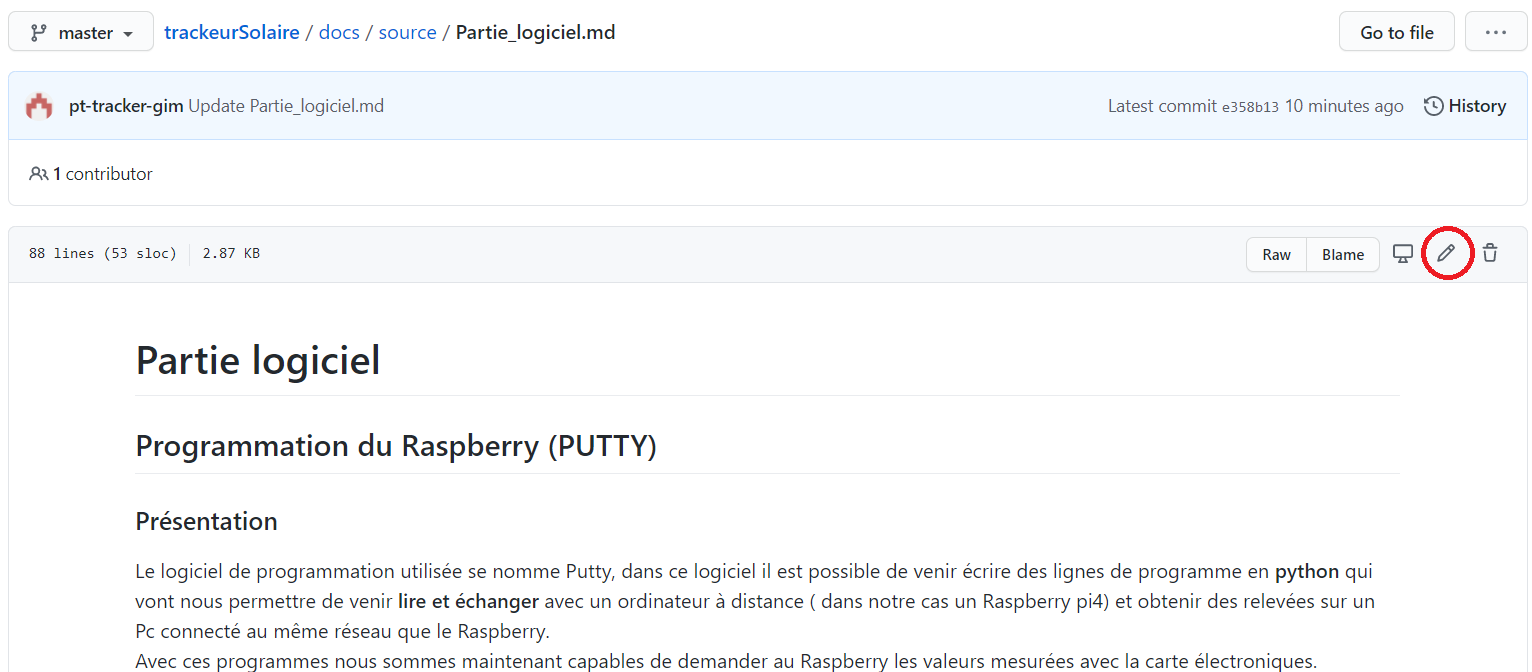 master trackeurSolaire / docs / source / Partie_logiciel.md Go to file ...
pt-tracker-gim Update Partie_logiciel.md Latest commit e358b13 10 minutes ago History
1 contributor
88 lines (53 sloc) 2.87 KB Raw Blame
Partie logiciel
Programmation du Raspberry (PUTTY)
Présentation
Le logiciel de programmation utilisée se nomme Putty, dans ce logiciel il est possible de venir écrire des lignes de programme en python qui
vont nous permettre de venir lire et échanger avec un ordinateur à distance ( dans notre cas un Raspberry pi4) et obtenir des relevées sur un
Pc connecté au même réseau que le Raspberry.
Avec ces programmes nous sommes maintenant capables de demander au Raspberry les valeurs mesurées avec la carte électroniques.